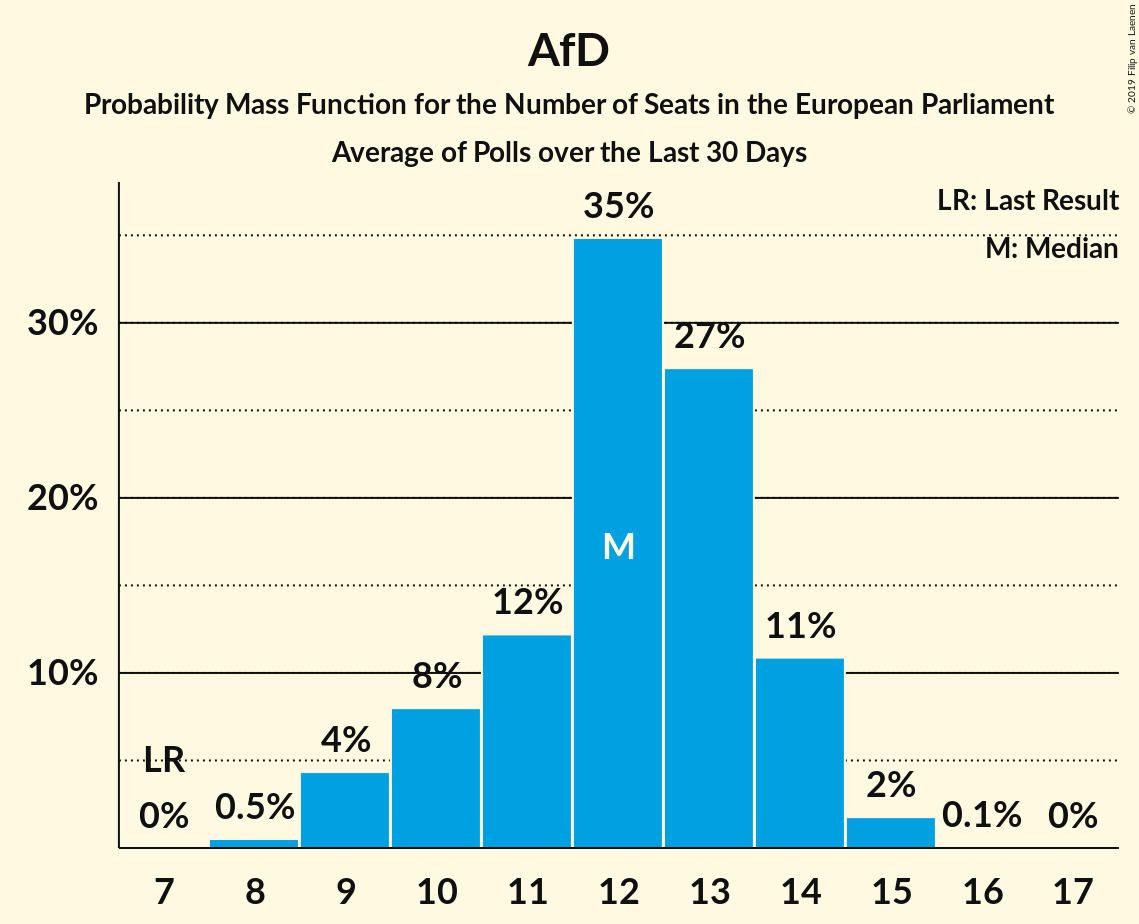 AfD
Probability Mass Function for the Number of Seats in the European Parliament
Average of Polls over the Last 30 Days
© 2019 Filip van Laenen
LR: Last Result
M: Median
35%
30%
27%
20%
M
12%
11%
10%
8%
4%
LR
2%
0%
0.5%
0.1%
0%
7 8 9 10 11 12 13 14 15 16 17